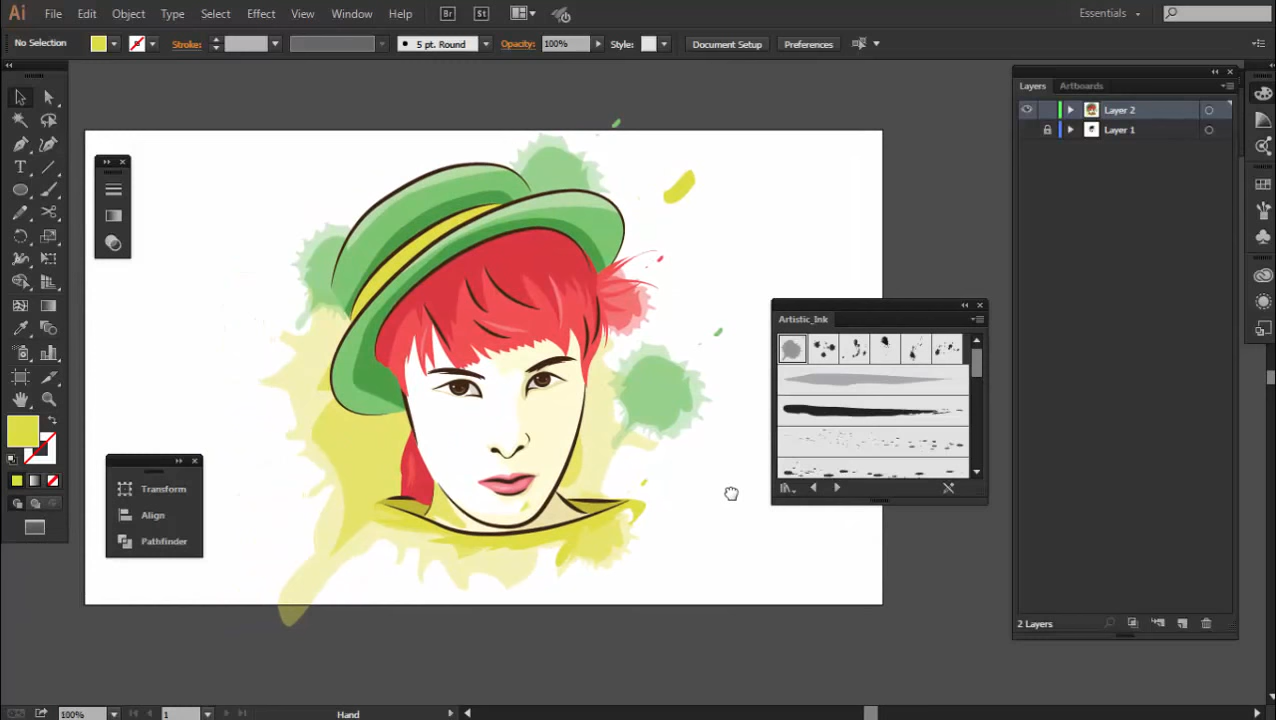 Ai File Edit Object Type Select Effect View Window Help Br St Essentials
No Selection Stroke: 5 pt. Round Opacity: 100% Style: Document Setup Preferences
Layers Artboards
Layer 2
Layer 1
Artistic_Ink
Transform
Align
Pathfinder
2 Layers
100% 1 Hand